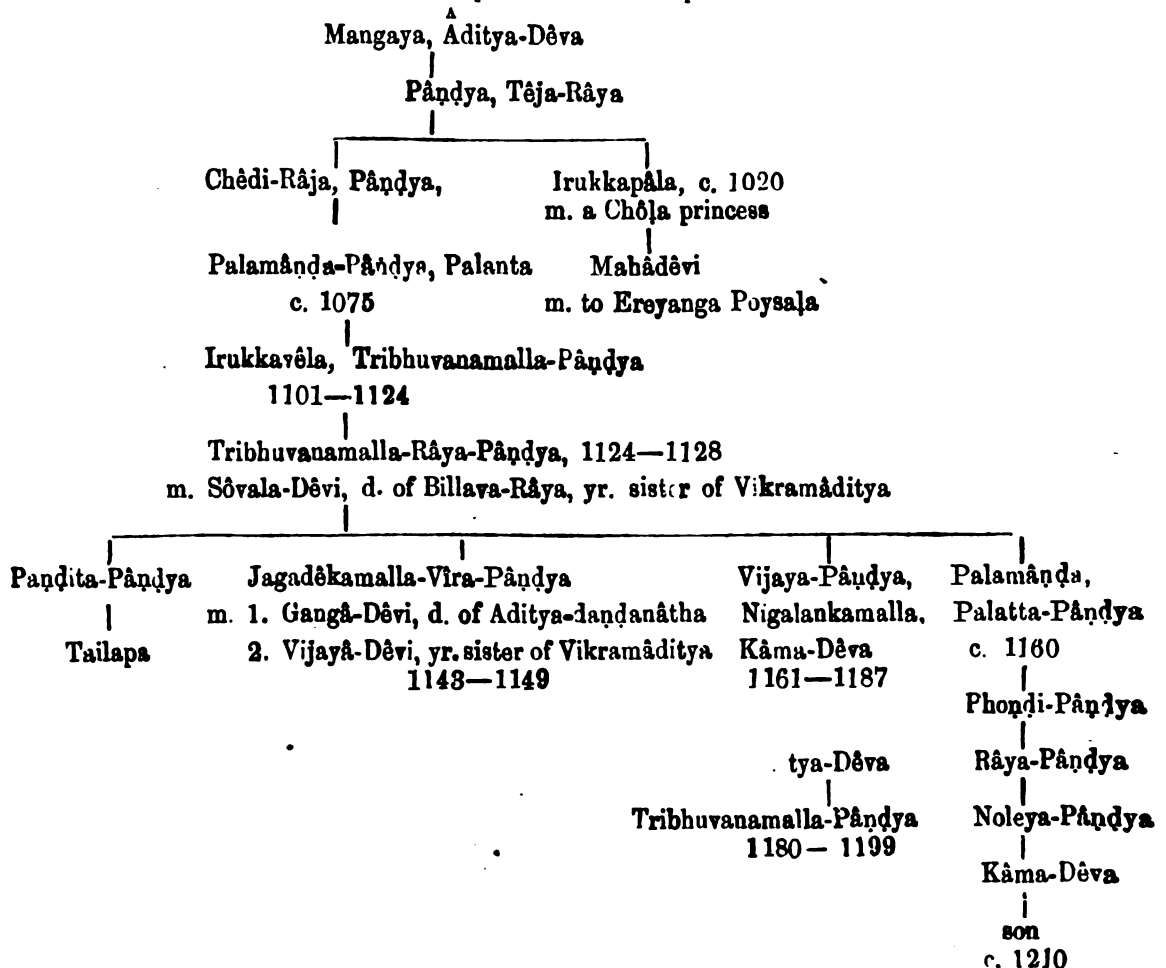 Mangaya, Âditya-Dêva
Pâṇḍya, Têja-Râya
Chêdi-Râja, Pâṇḍya,
Irukkapâla, c. 1020
m. a Chôḷa princess
Palamâṇḍa-Pâṇḍya, Palanta
c. 1075
Mahâdêvi
m. to Ereyanga Poysaḷa
Irukkavêla, Tribhuvanamalla-Pâṇḍya
1101—1124
Tribhuvanamalla-Râya-Pâṇḍya, 1124—1128
m. Sôvala-Dêvi, d. of Billava-Râya, yr. sister of Vikramâditya
Paṇḍita-Pâṇḍya
Tailapa
Jagadêkamalla-Vîra-Pâṇḍya
m. 1. Gangâ-Dêvi, d. of Aditya-daṇḍanâtha
2. Vijayâ-Dêvi, yr. sister of Vikramâditya
1143—1149
Vijaya-Pâṇḍya,
Nigalankamalla,
Kâma-Dêva
1161—1187
Palamâṇḍa,
Palatta-Pâṇḍya
c. 1160
Phoṇḍi-Pâṇḍya
tya-Dêva
Tribhuvanamalla-Pâṇḍya
1180— 1199
Râya-Pâṇḍya
Noleya-Pâṇḍya
Kâma-Dêva
son
c. 1210